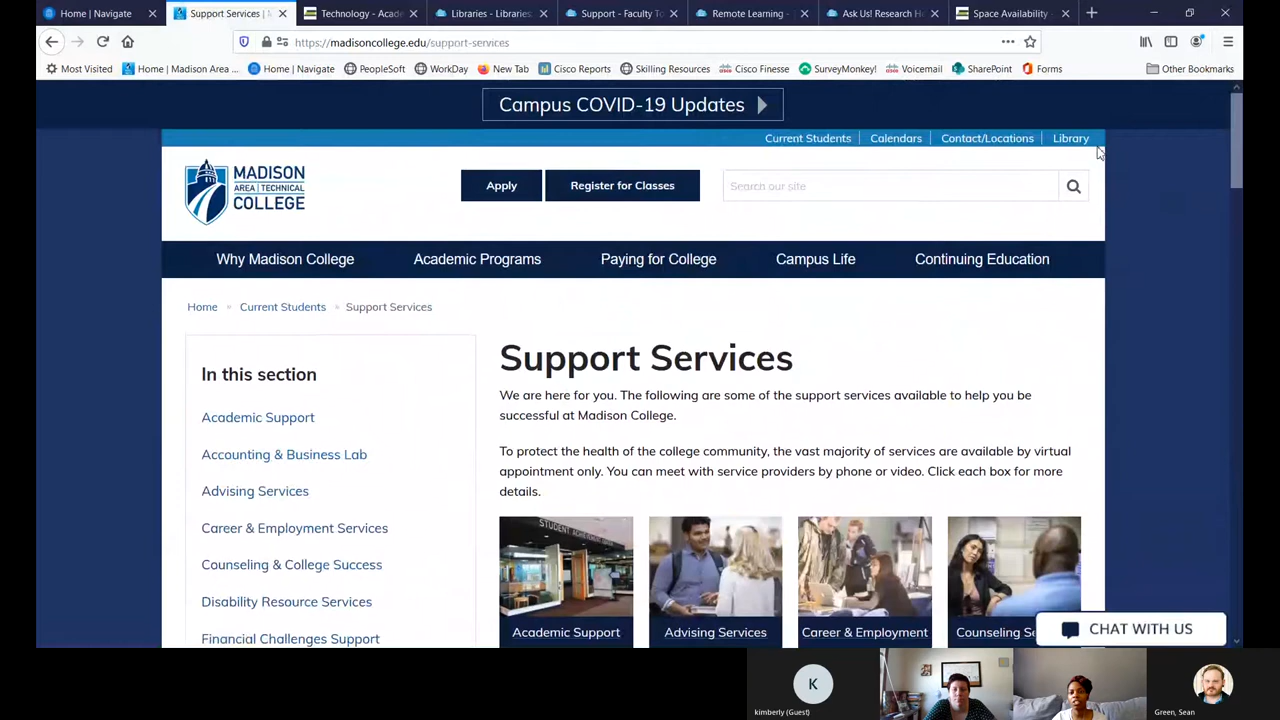 Home | Navigate
Support Services | M
Technology - Acade
Libraries - Libraries:
Support - Faculty To
Remote Learning -
Ask Us! Research He
Space Availability -
https://madisoncollege.edu/support-services
Most Visited
Home | Madison Area ...
Home | Navigate
PeopleSoft
WorkDay
New Tab
Cisco Reports
Skilling Resources
Cisco Finesse
SurveyMonkey!
Voicemail
SharePoint
Forms
Other Bookmarks
Campus COVID-19 Updates
Current Students
Calendars
Contact/Locations
Library
MADISON
AREA | TECHNICAL
COLLEGE
Apply
Register for Classes
Search our site
Why Madison College
Academic Programs
Paying for College
Campus Life
Continuing Education
Home » Current Students » Support Services
In this section
Academic Support
Accounting & Business Lab
Advising Services
Career & Employment Services
Counseling & College Success
Disability Resource Services
Financial Challenges Support
Support Services
We are here for you. The following are some of the support services available to help you be
successful at Madison College.
To protect the health of the college community, the vast majority of services are available by virtual
appointment only. You can meet with service providers by phone or video. Click each box for more
details.
STUDENT ACHIEVEMENT
Academic Support
Advising Services
Career & Employment
Counseling Se
CHAT WITH US
K
kimberly (Guest)
Green, Sean